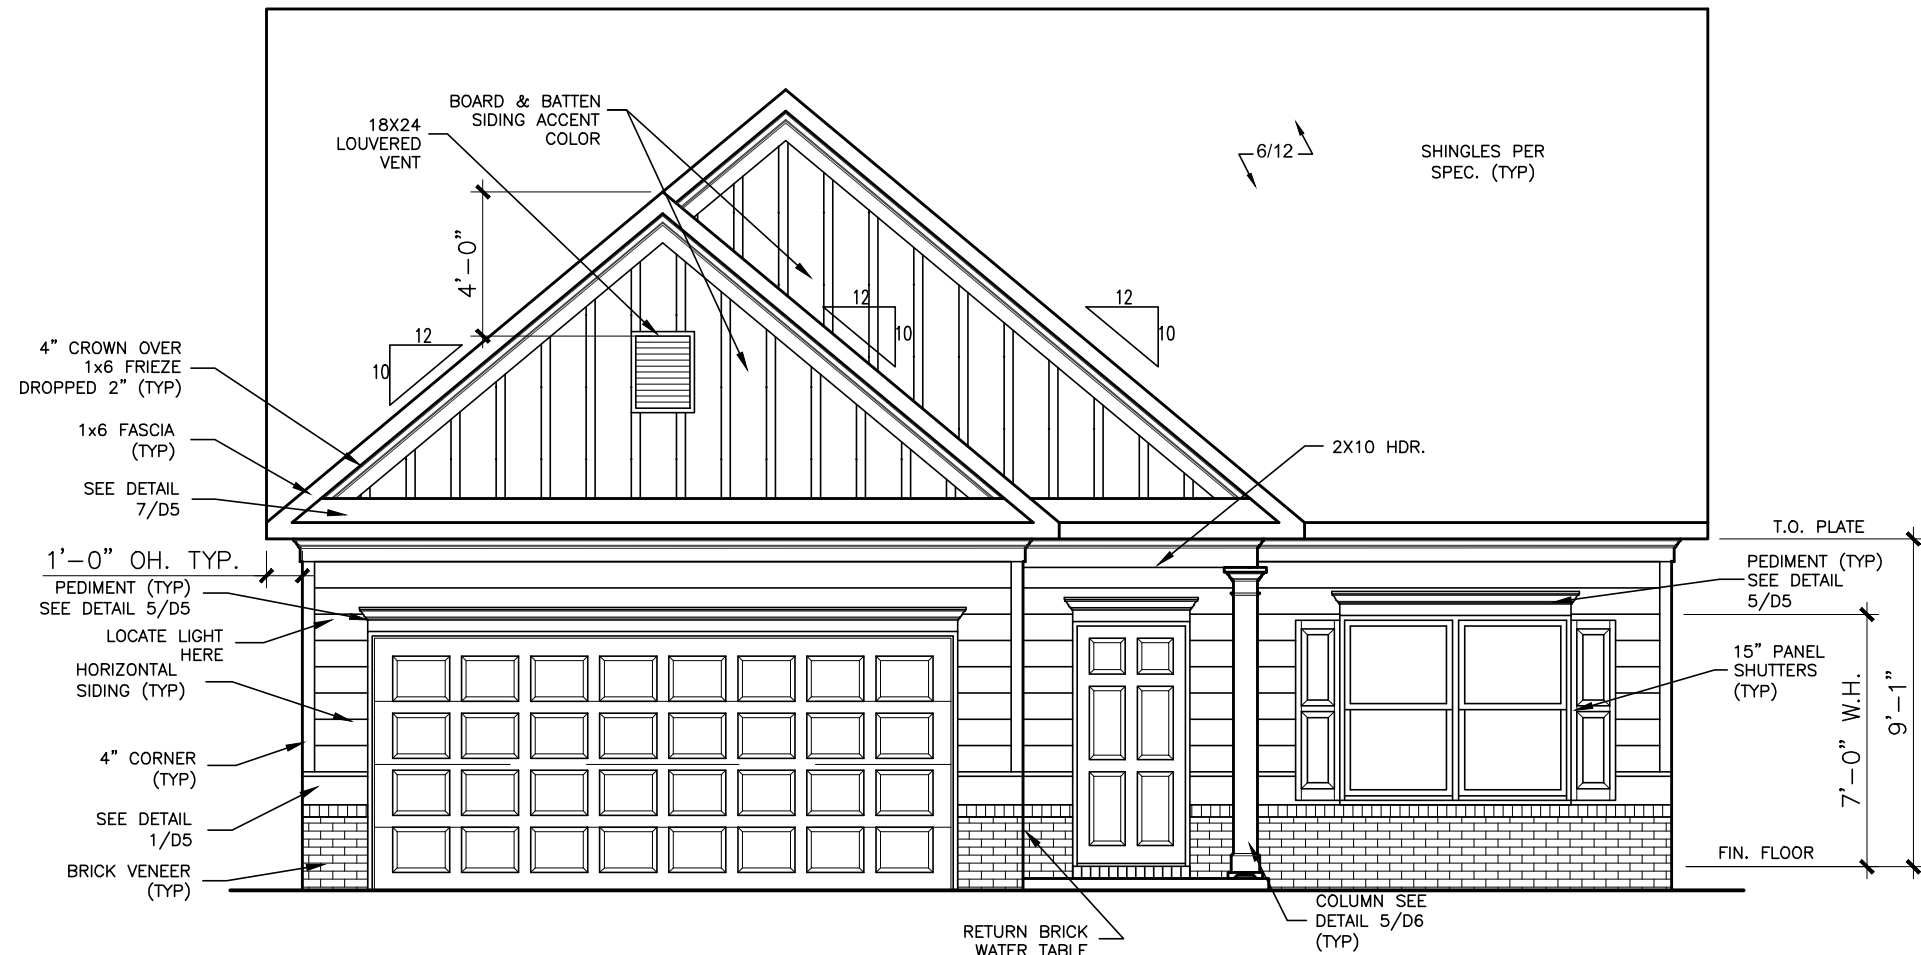 BOARD & BATTEN
SIDING ACCENT
COLOR
18X24
LOUVERED
VENT
6/12
SHINGLES PER
SPEC. (TYP)
4'-0"
12
10
12
10
12
10
4" CROWN OVER
1x6 FRIEZE
DROPPED 2" (TYP)
1x6 FASCIA
(TYP)
SEE DETAIL
7/D5
2X10 HDR.
T.O. PLATE
1'-0" OH. TYP.
PEDIMENT (TYP)
SEE DETAIL 5/D5
LOCATE LIGHT
HERE
HORIZONTAL
SIDING (TYP)
4" CORNER
(TYP)
SEE DETAIL
1/D5
BRICK VENEER
(TYP)
PEDIMENT (TYP)
SEE DETAIL
5/D5
15" PANEL
SHUTTERS
(TYP)
7'-0" W.H.
9'-1"
FIN. FLOOR
COLUMN SEE
DETAIL 5/D6
(TYP)
RETURN BRICK
WATER TABLE